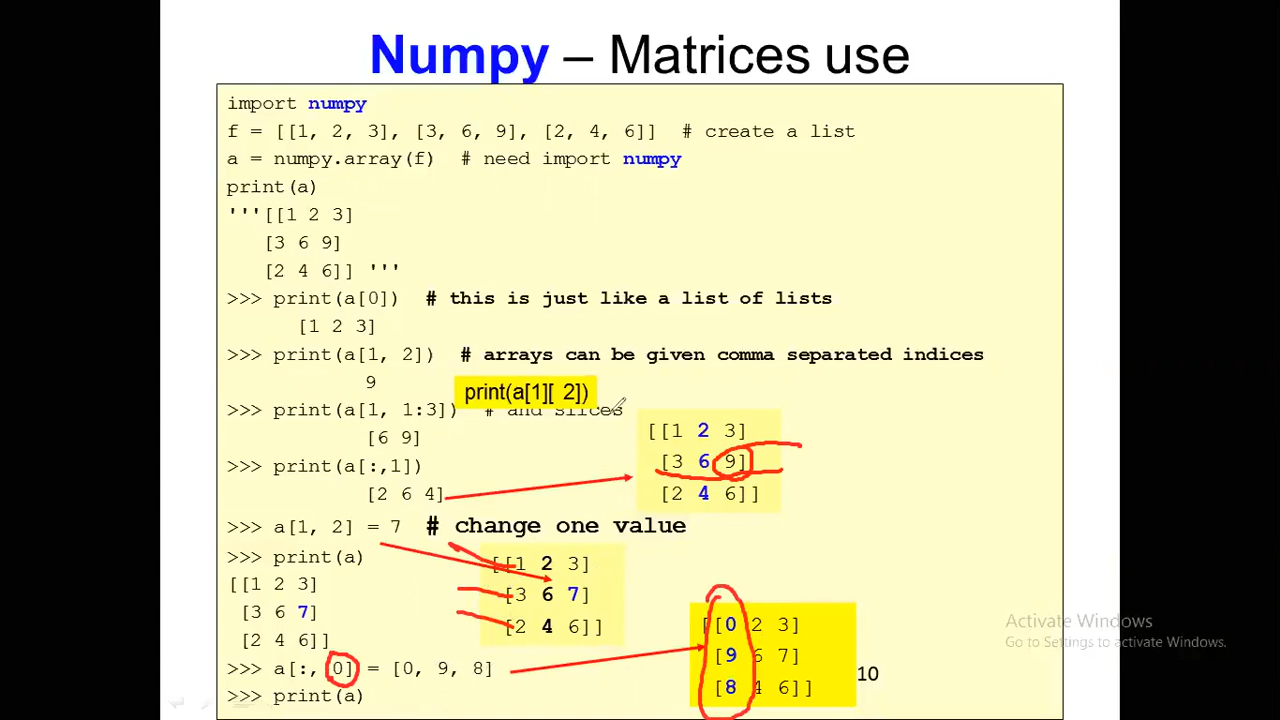 Numpy – Matrices use
import numpy
f = [[1, 2, 3], [3, 6, 9], [2, 4, 6]]  # create a list
a = numpy.array(f)  # need import numpy
print(a)
'''[[1 2 3]
[3 6 9]
[2 4 6]] '''
>>> print(a[0])  # this is just like a list of lists
[1 2 3]
>>> print(a[1, 2])  # arrays can be given comma separated indices
9
print(a[1][ 2])
>>> print(a[1, 1:3])  # and slices
[6 9]
>>> print(a[:,1])
[2 6 4]
[[1 2 3]
[3 6 9]
[2 4 6]]
>>> a[1, 2] = 7  # change one value
>>> print(a)
[[1 2 3]
[3 6 7]
[2 4 6]]
[[1 2 3]
[3 6 7]
[2 4 6]]
>>> a[:, 0] = [0, 9, 8]
>>> print(a)
[[0 2 3]
[9 6 7]
[8 4 6]]
10
Activate Windows
Go to Settings to activate Windows.